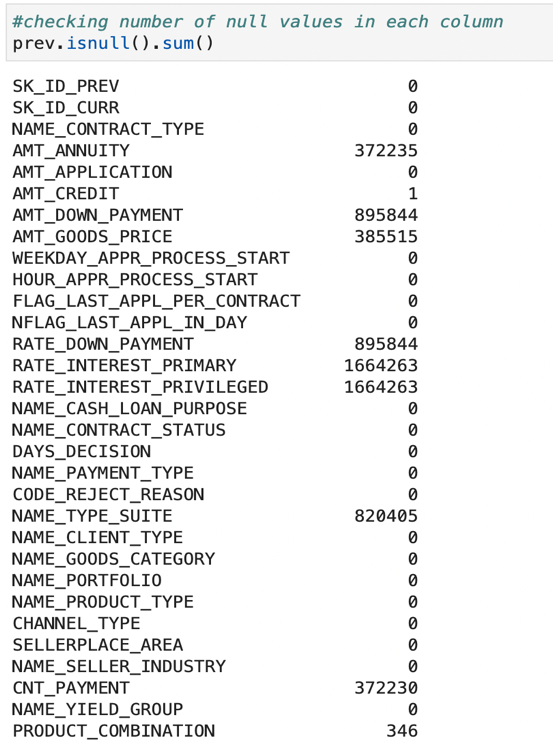 #checking number of null values in each column
prev.isnull().sum()
SK_ID_PREV 0
SK_ID_CURR 0
NAME_CONTRACT_TYPE 0
AMT_ANNUITY 372235
AMT_APPLICATION 0
AMT_CREDIT 1
AMT_DOWN_PAYMENT 895844
AMT_GOODS_PRICE 385515
WEEKDAY_APPR_PROCESS_START 0
HOUR_APPR_PROCESS_START 0
FLAG_LAST_APPL_PER_CONTRACT 0
NFLAG_LAST_APPL_IN_DAY 0
RATE_DOWN_PAYMENT 895844
RATE_INTEREST_PRIMARY 1664263
RATE_INTEREST_PRIVILEGED 1664263
NAME_CASH_LOAN_PURPOSE 0
NAME_CONTRACT_STATUS 0
DAYS_DECISION 0
NAME_PAYMENT_TYPE 0
CODE_REJECT_REASON 0
NAME_TYPE_SUITE 820405
NAME_CLIENT_TYPE 0
NAME_GOODS_CATEGORY 0
NAME_PORTFOLIO 0
NAME_PRODUCT_TYPE 0
CHANNEL_TYPE 0
SELLERPLACE_AREA 0
NAME_SELLER_INDUSTRY 0
CNT_PAYMENT 372230
NAME_YIELD_GROUP 0
PRODUCT_COMBINATION 346